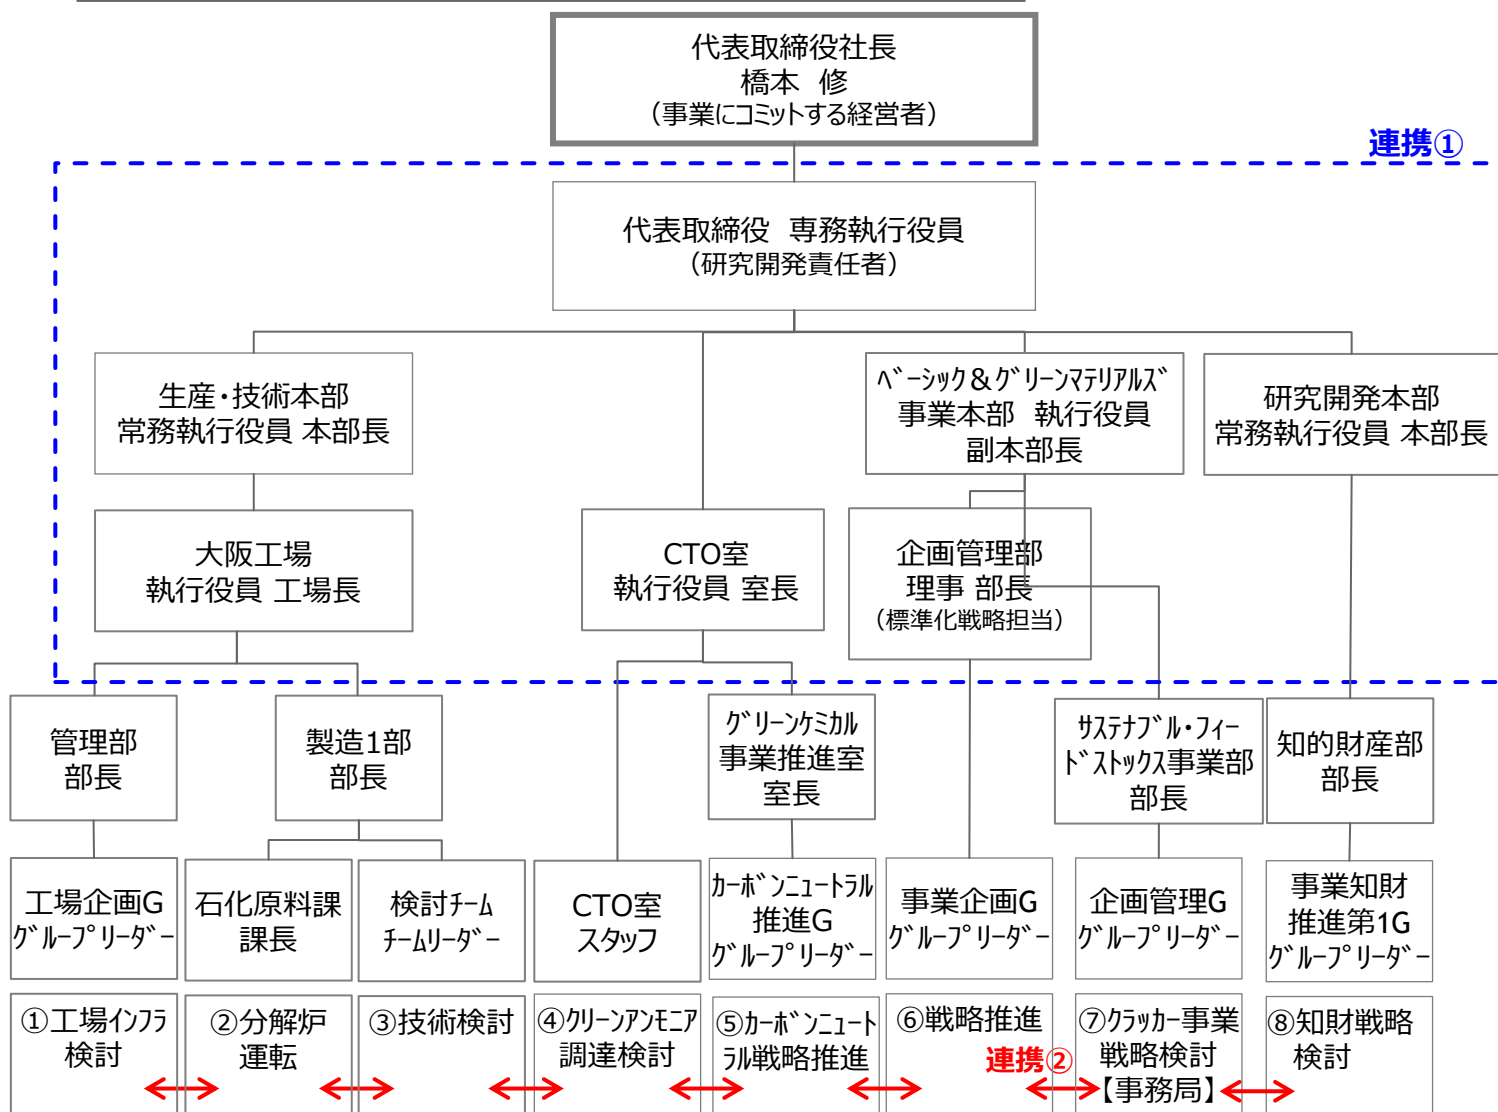 代表取締役社長
橋本 修
（事業にコミットする経営者）
連携①
代表取締役 専務執行役員
（研究開発責任者）
生産・技術本部
常務執行役員 本部長
ﾍﾞｰｼｯｸ＆ｸﾞﾘｰﾝﾏﾃﾘｱﾙｽﾞ
事業本部 執行役員
副本部長
研究開発本部
常務執行役員 本部長
大阪工場
執行役員 工場長
CTO室
執行役員 室長
企画管理部
理事 部長
（標準化戦略担当）
管理部
部長
製造1部
部長
ｸﾞﾘｰﾝｹﾐｶﾙ
事業推進室
室長
ｻｽﾃﾅﾌﾞﾙ・ﾌｨｰ
ﾄﾞｽﾄｯｸｽ事業部
部長
知的財産部
部長
工場企画G
ｸﾞﾙｰﾌﾟﾘｰﾀﾞｰ
石化原料課
課長
検討ﾁｰﾑ
ﾁｰﾑﾘｰﾀﾞｰ
CTO室
ｽﾀｯﾌ
ｶｰﾎﾞﾝﾆｭｰﾄﾗﾙ
推進G
ｸﾞﾙｰﾌﾟﾘｰﾀﾞｰ
事業企画G
ｸﾞﾙｰﾌﾟﾘｰﾀﾞｰ
企画管理G
ｸﾞﾙｰﾌﾟﾘｰﾀﾞｰ
事業知財
推進第1G
ｸﾞﾙｰﾌﾟﾘｰﾀﾞｰ
①工場ｲﾝﾌﾗ
検討
②分解炉
運転
③技術検討
④ｸﾘｰﾝｱﾝﾓﾆｱ
調達検討
⑤ｶｰﾎﾞﾝﾆｭｰﾄ
ﾗﾙ戦略推進
⑥戦略推進
連携②
⑦ｸﾗｯｶｰ事業
戦略検討
【事務局】
⑧知財戦略
検討